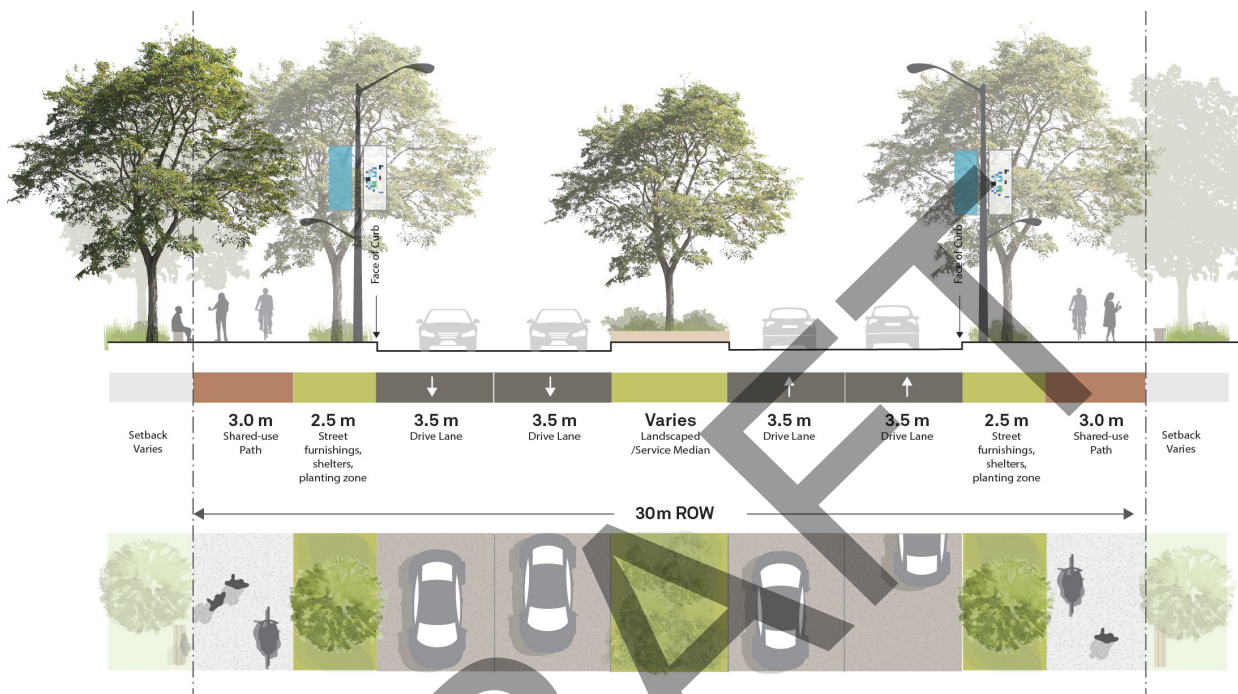 Face of Curb
Face of Curb
Setback
Varies
3.0 m
Shared-use
Path
2.5 m
Street
furnishings,
shelters,
planting zone
3.5 m
Drive Lane
3.5 m
Drive Lane
Varies
Landscaped
/Service Median
3.5 m
Drive Lane
3.5 m
Drive Lane
2.5 m
Street
furnishings,
shelters,
planting zone
3.0 m
Shared-use
Path
Setback
Varies
30m ROW
DRAFT